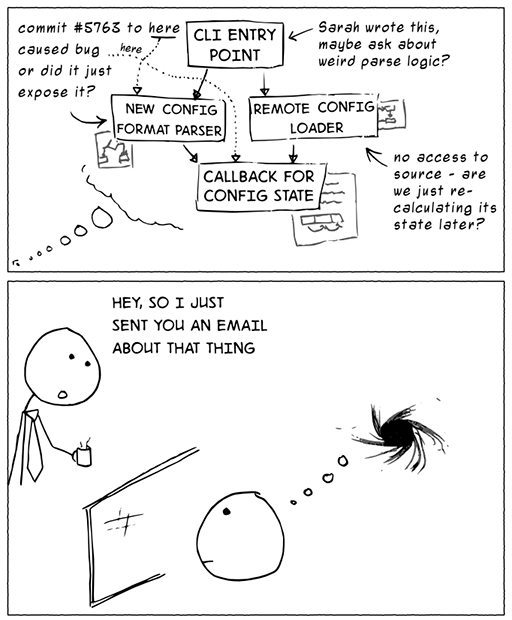 commit #5763 to here
caused bug ... here
or did it just
expose it?
CLI ENTRY
POINT
Sarah wrote this,
maybe ask about
weird parse logic?
NEW CONFIG
FORMAT PARSER
REMOTE CONFIG
LOADER
CALLBACK FOR
CONFIG STATE
no access to
source - are
we just re-
calculating its
state later?
HEY, SO I JUST
SENT YOU AN EMAIL
ABOUT THAT THING